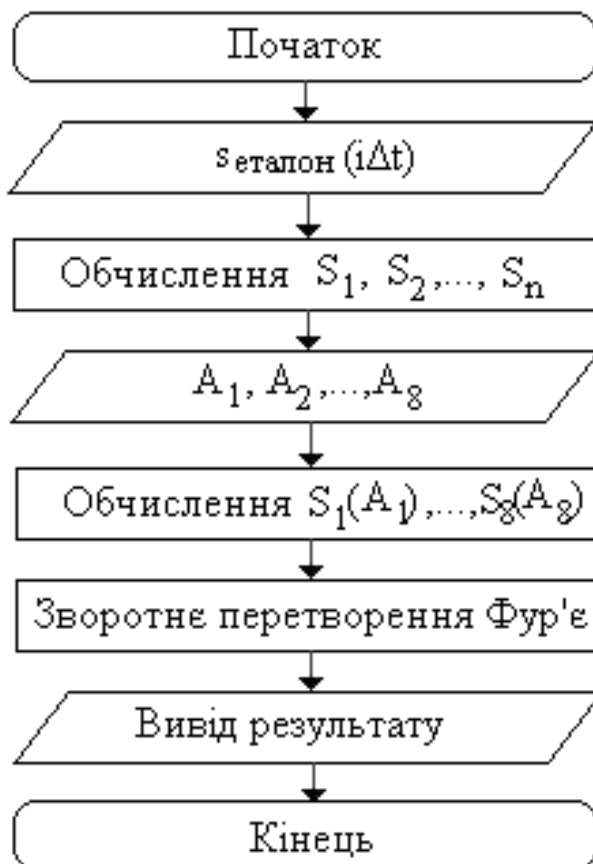 Початок
s еталон (iΔt)
Обчислення S₁, S₂,..., Sₙ
A₁, A₂,...,A₈
Обчислення S₁(A₁),...,S₈(A₈)
Зворотнє перетворення Фур'є
Вивід результату
Кінець